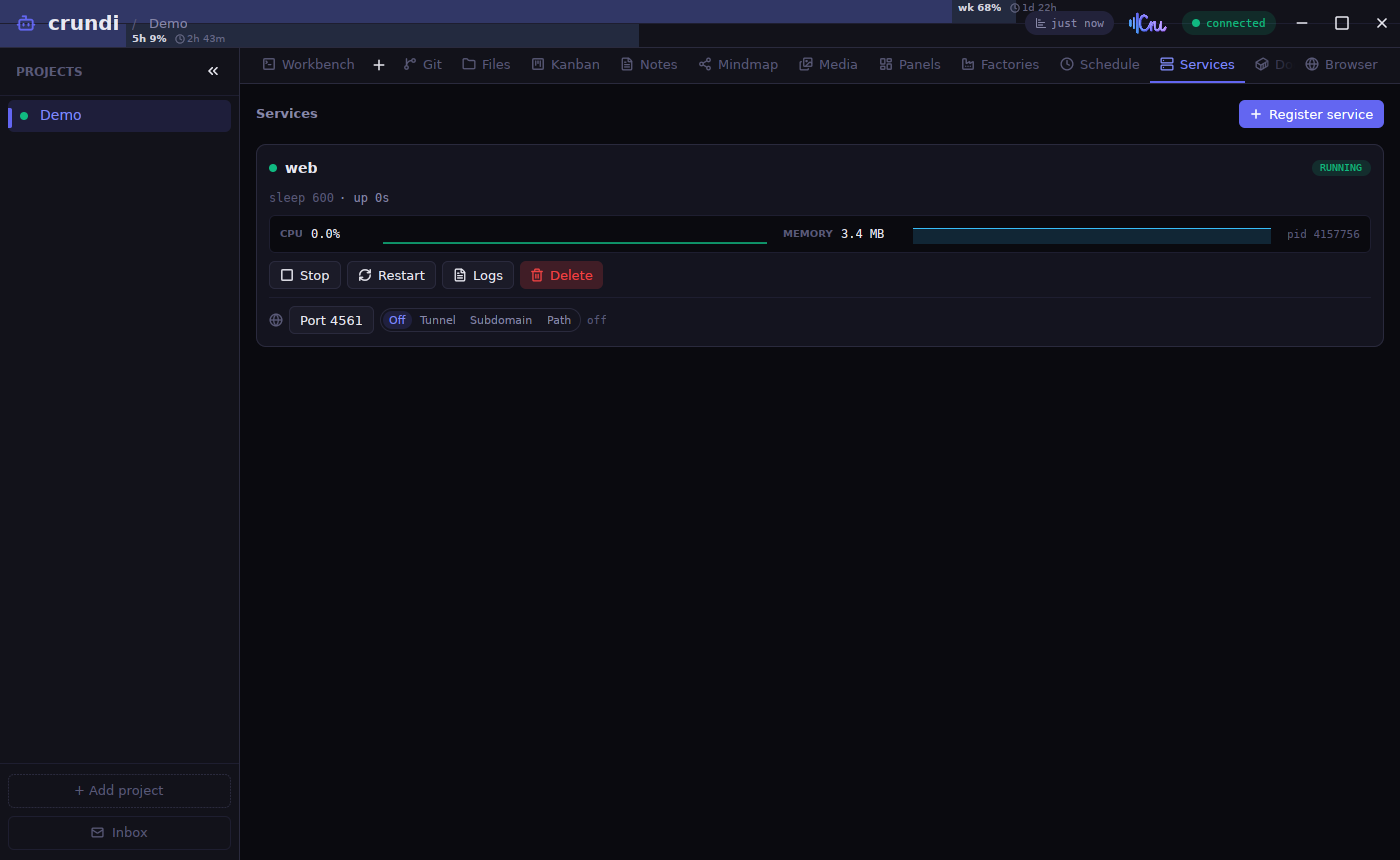 wk 68% 1d 22h
crundi / Demo
just now
connected
5h 9% 2h 43m
PROJECTS
Workbench
Git
Files
Kanban
Notes
Mindmap
Media
Panels
Factories
Schedule
Services
Browser
Demo
Services
+ Register service
web
RUNNING
sleep 600 · up 0s
CPU 0.0%
MEMORY 3.4 MB
pid 4157756
Stop
Restart
Logs
Delete
Port 4561
Off
Tunnel
Subdomain
Path
off
+ Add project
Inbox